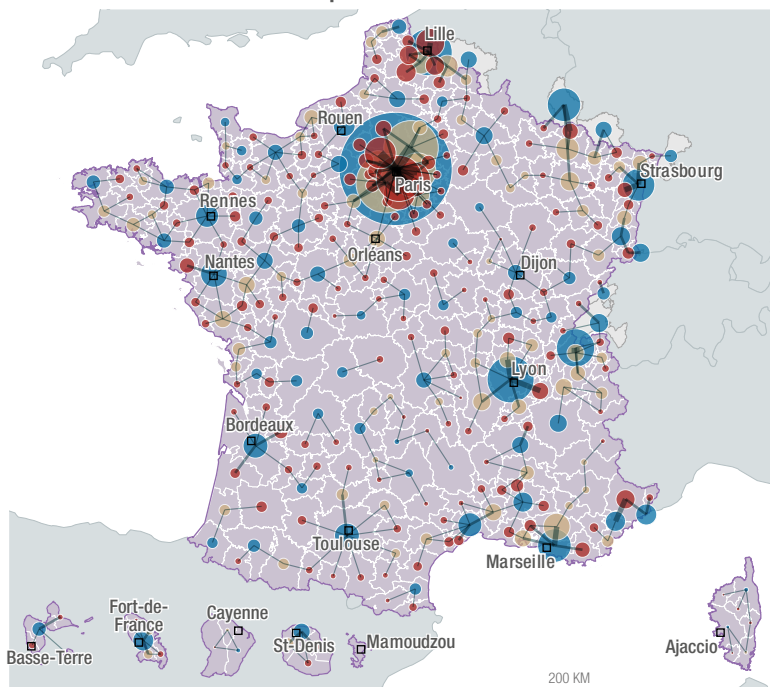 Lille
Rouen
Paris
Strasbourg
Rennes
Orléans
Nantes
Dijon
Lyon
Bordeaux
Toulouse
Marseille
Fort-de-
France
Cayenne
Basse-Terre
St-Denis
Mamoudzou
Ajaccio
200 KM